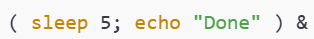 ( sleep 5; echo "Done" ) &